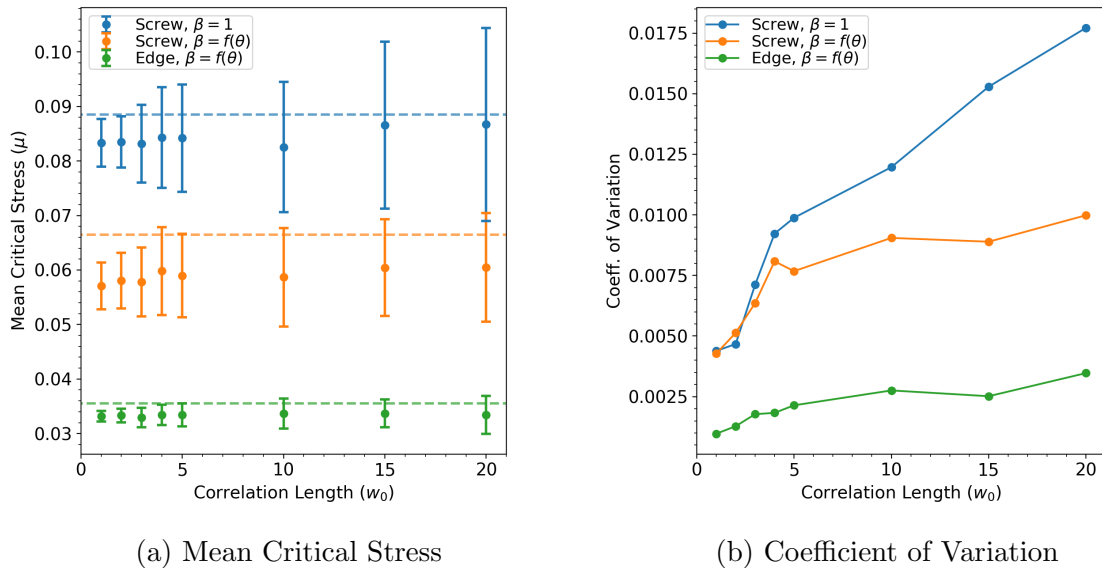 Screw, β = 1
Screw, β = f(θ)
Edge, β = f(θ)
0.10
0.09
0.08
0.07
0.06
0.05
0.04
0.03
Mean Critical Stress (μ)
0 5 10 15 20
Correlation Length (w₀)
(a) Mean Critical Stress
Screw, β = 1
Screw, β = f(θ)
Edge, β = f(θ)
0.0175
0.0150
0.0125
0.0100
0.0075
0.0050
0.0025
Coeff. of Variation
0 5 10 15 20
Correlation Length (w₀)
(b) Coefficient of Variation